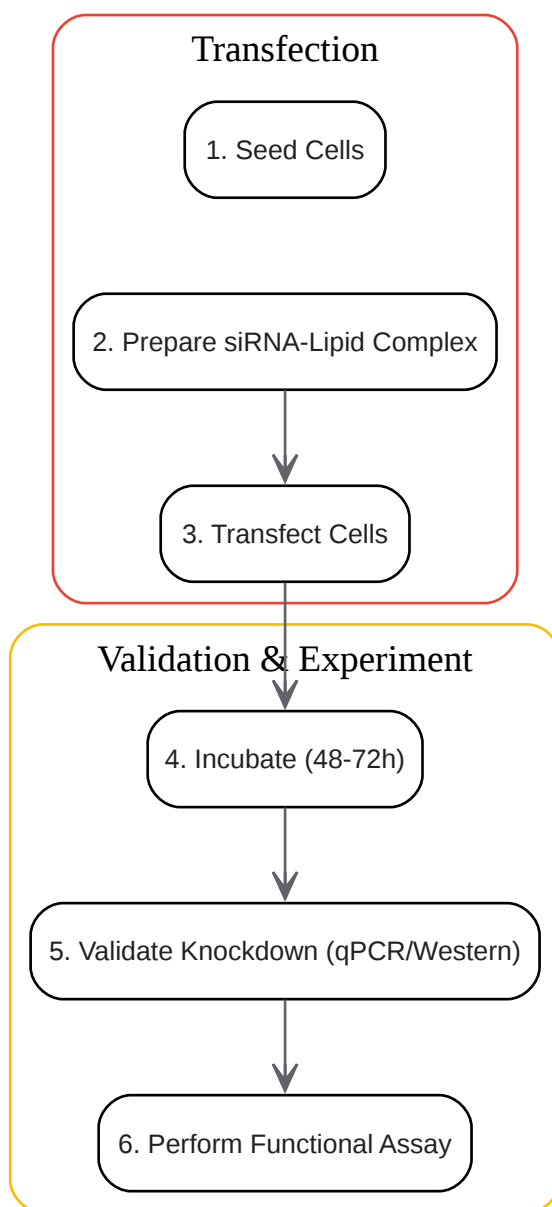 Transfection
1. Seed Cells
2. Prepare siRNA-Lipid Complex
3. Transfect Cells
Validation & Experiment
4. Incubate (48-72h)
5. Validate Knockdown (qPCR/Western)
6. Perform Functional Assay